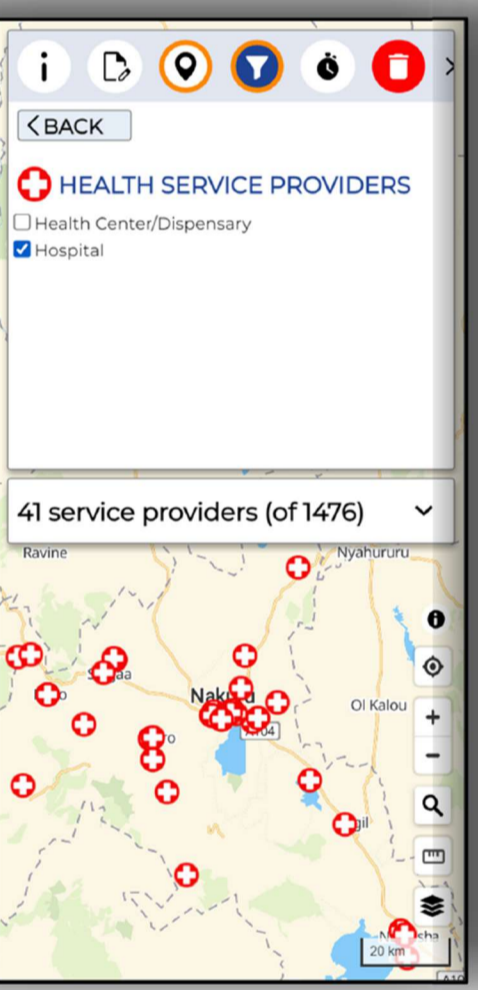 BACK
HEALTH SERVICE PROVIDERS
Health Center/Dispensary
Hospital
41 service providers (of 1476)
Ravine
Nyahururu
Ol Kalou
20 km